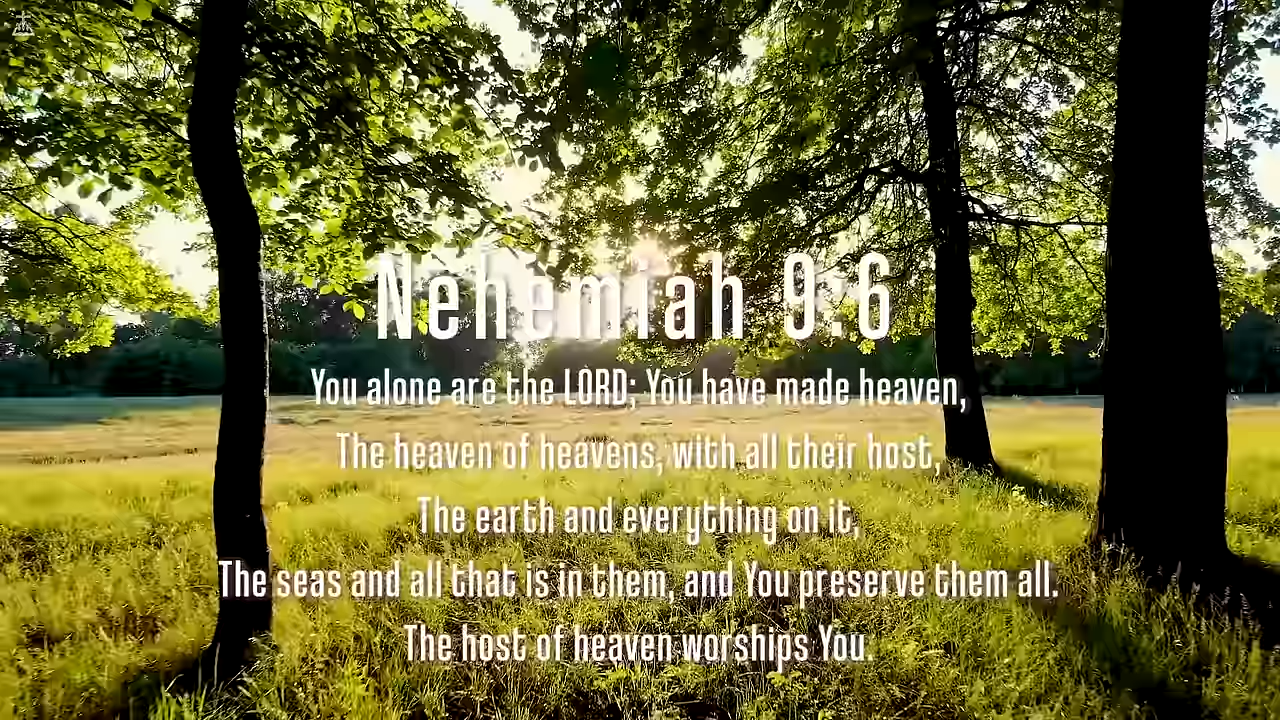 Nehemiah 9:6
You alone are the LORD; You have made heaven,
The heaven of heavens, with all their host,
The earth and everything on it,
The seas and all that is in them, and You preserve them all.
The host of heaven worships You.